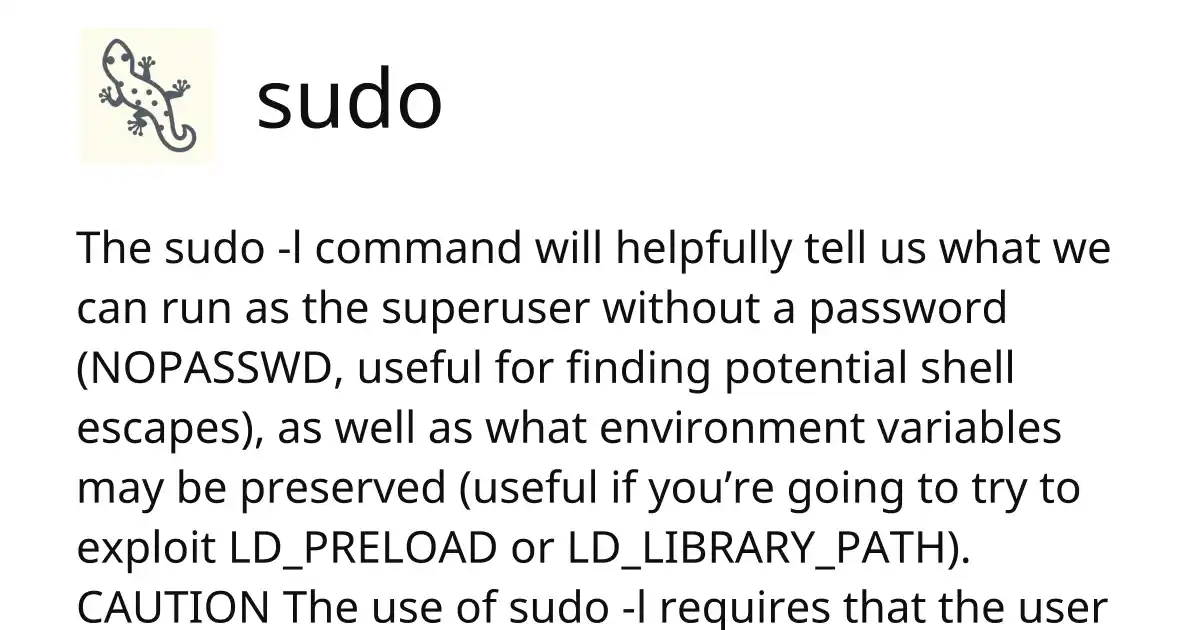 sudo
The sudo -l command will helpfully tell us what we
can run as the superuser without a password
(NOPASSWD, useful for finding potential shell
escapes), as well as what environment variables
may be preserved (useful if you’re going to try to
exploit LD_PRELOAD or LD_LIBRARY_PATH).
CAUTION The use of sudo -l requires that the user